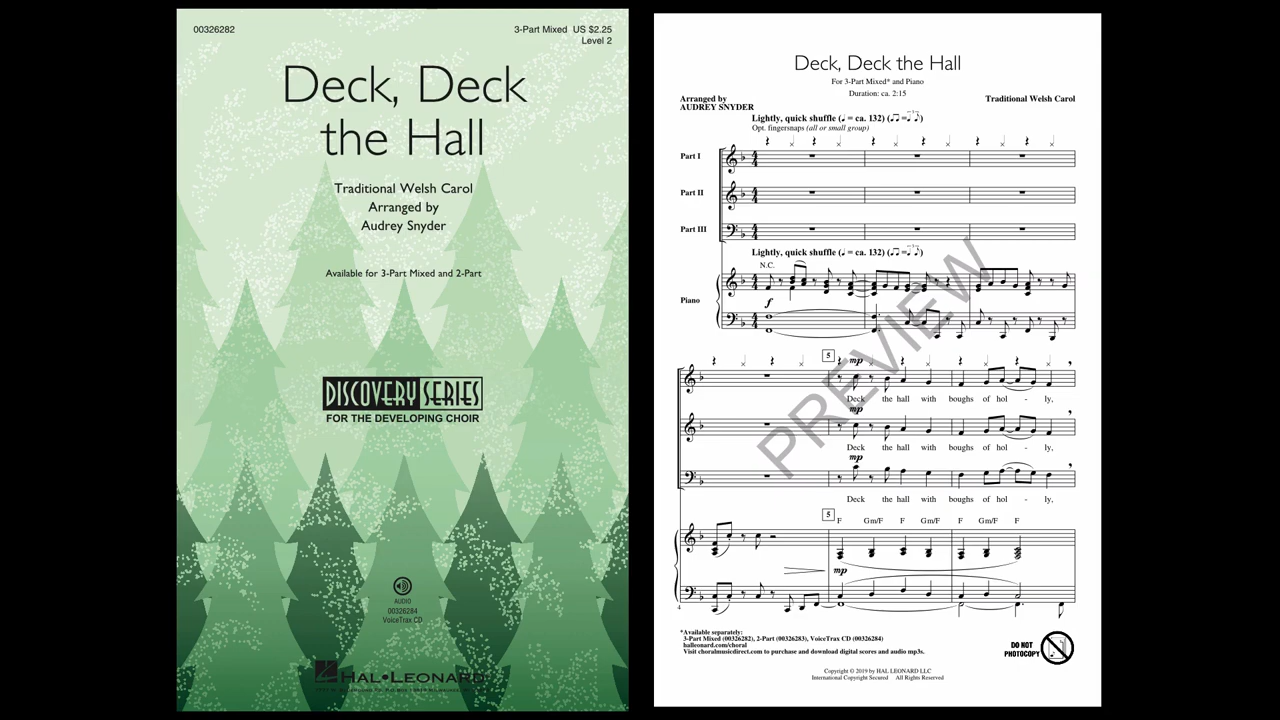 00326282
3-Part Mixed US $2.25
Level 2
Deck, Deck
the Hall
Traditional Welsh Carol
Arranged by
Audrey Snyder
Available for 3-Part Mixed and 2-Part
DISCOVERY SERIES
FOR THE DEVELOPING CHOIR
AUDIO
00326284
VoiceTrax CD
HAL•LEONARD
Deck, Deck the Hall
For 3-Part Mixed* and Piano
Duration: ca. 2:15
Arranged by
AUDREY SNYDER
Traditional Welsh Carol
Lightly, quick shuffle (♩ = ca. 132) (♫ = ♩ ♪)
Opt. fingersnaps (all or small group)
Part I
Part II
Part III
Lightly, quick shuffle (♩ = ca. 132) (♫ = ♩ ♪)
N.C.
Piano
f
PREVIEW
5
mp
Deck the hall with boughs of hol - ly,
mp
Deck the hall with boughs of hol - ly,
mp
Deck the hall with boughs of hol - ly,
5
F Gm/F F Gm/F F Gm/F F
mp
4
*Available separately:
3-Part Mixed (00326282), 2-Part (00326283), VoiceTrax CD (00326284)
halleonard.com/choral
Visit choralmusicdirect.com to purchase and download digital scores and audio mp3s.
DO NOT
PHOTOCOPY
Copyright © 2019 by HAL LEONARD LLC
International Copyright Secured All Rights Reserved